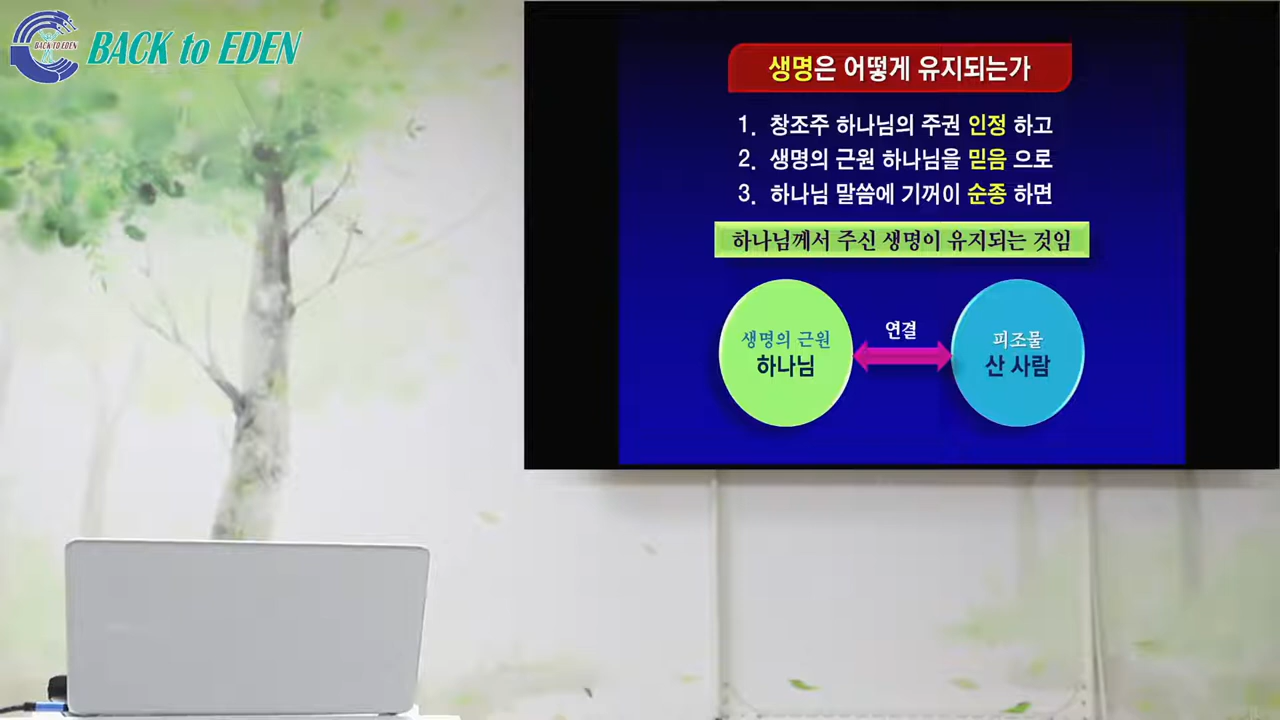 BACK TO EDEN
BACK to EDEN
생명은 어떻게 유지되는가
1. 창조주 하나님의 주권 인정 하고
2. 생명의 근원 하나님을 믿음 으로
3. 하나님 말씀에 기꺼이 순종 하면
하나님께서 주신 생명이 유지되는 것임
생명의 근원
하나님
연결
피조물
산 사람